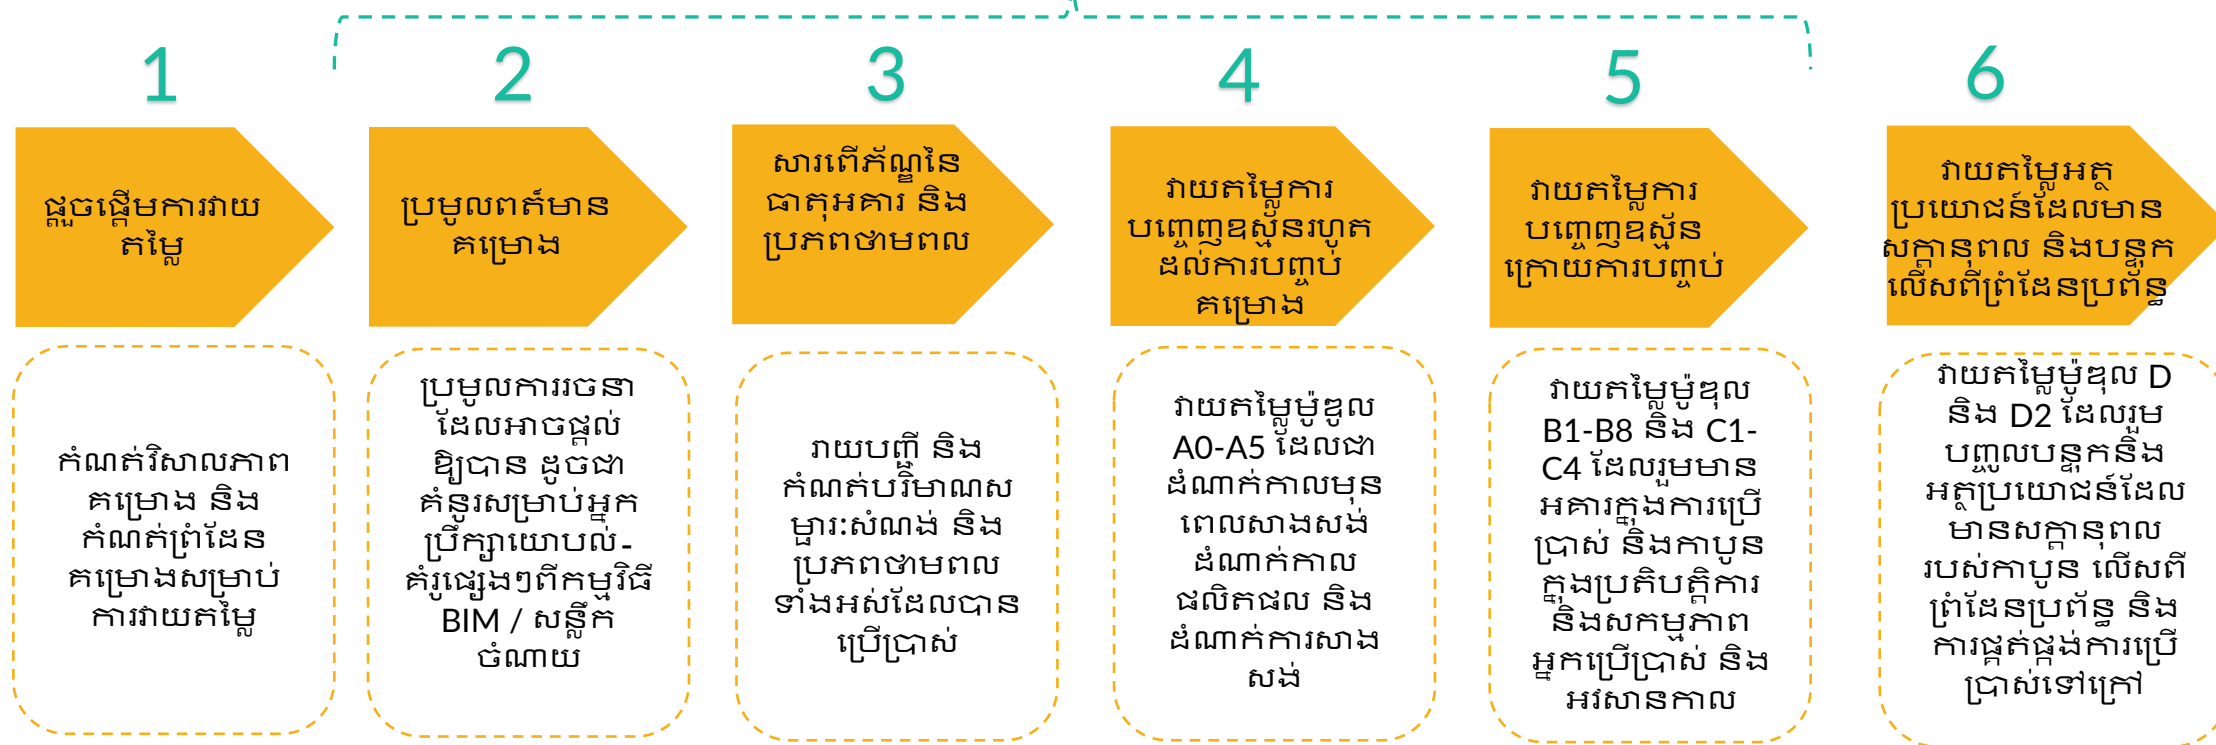 1
2
3
4
5
6
ផ្តួចផ្តើមការវាយ
តម្លៃ
ប្រមូលពត៍មាន
គម្រោង
សារពើភ័ណ្ឌនៃ
ធាតុអគារ និង
ប្រភពថាមពល
វាយតម្លៃការ
បញ្ចេញឧស្ម័នរហូត
ដល់ការបញ្ចប់
គម្រោង
វាយតម្លៃការ
បញ្ចេញឧស្ម័ន
ក្រោយការបញ្ចប់
វាយតម្លៃអត្ថ
ប្រយោជន៍ដែលមាន
សក្តានុពល និងបន្ទុក
លើសពីព្រំដែនប្រព័ន្ធ
កំណត់វិសាលភាព
គម្រោង និង
កំណត់ព្រំដែន
គម្រោងសម្រាប់
ការវាយតម្លៃ
ប្រមូលការរចនា
ដែលអាចផ្តល់
ឱ្យបាន ដូចជា
គំនូរសម្រាប់អ្នក
ប្រឹក្សាយោបល់-
គំរូផ្សេងៗពីកម្មវិធី
BIM / សន្លឹក
ចំណាយ
រាយបញ្ជី និង
កំណត់បរិមាណស
ម្ភារៈសំណង់ និង
ប្រភពថាមពល
ទាំងអស់ដែលបាន
ប្រើប្រាស់
វាយតម្លៃម៉ូឌូល
A0-A5 ដែលជា
ដំណាក់កាលមុន
ពេលសាងសង់
ដំណាក់កាល
ផលិតផល និង
ដំណាក់ការសាង
សង់
វាយតម្លៃម៉ូឌុល
B1-B8 និង C1-
C4 ដែលរួមមាន
អគារក្នុងការប្រើ
ប្រាស់ និងកាបូន
ក្នុងប្រតិបត្តិការ
និងសកម្មភាព
អ្នកប្រើប្រាស់ និង
អវសានកាល
វាយតម្លៃម៉ូឌុល D
និង D2 ដែលរួម
បញ្ចូលបន្ទុកនិង
អត្ថប្រយោជន៍ដែល
មានសក្តានុពល
របស់កាបូន លើសពី
ព្រំដែនប្រព័ន្ធ និង
ការផ្គត់ផ្គង់ការប្រើ
ប្រាស់ទៅក្រៅ